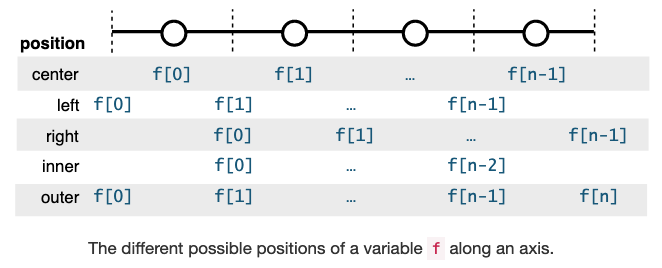 position
center f[0] f[1] ... f[n-1]
left f[0] f[1] ... f[n-1]
right f[0] f[1] ... f[n-1]
inner f[0] ... f[n-2]
outer f[0] f[1] ... f[n-1] f[n]
The different possible positions of a variable f along an axis.